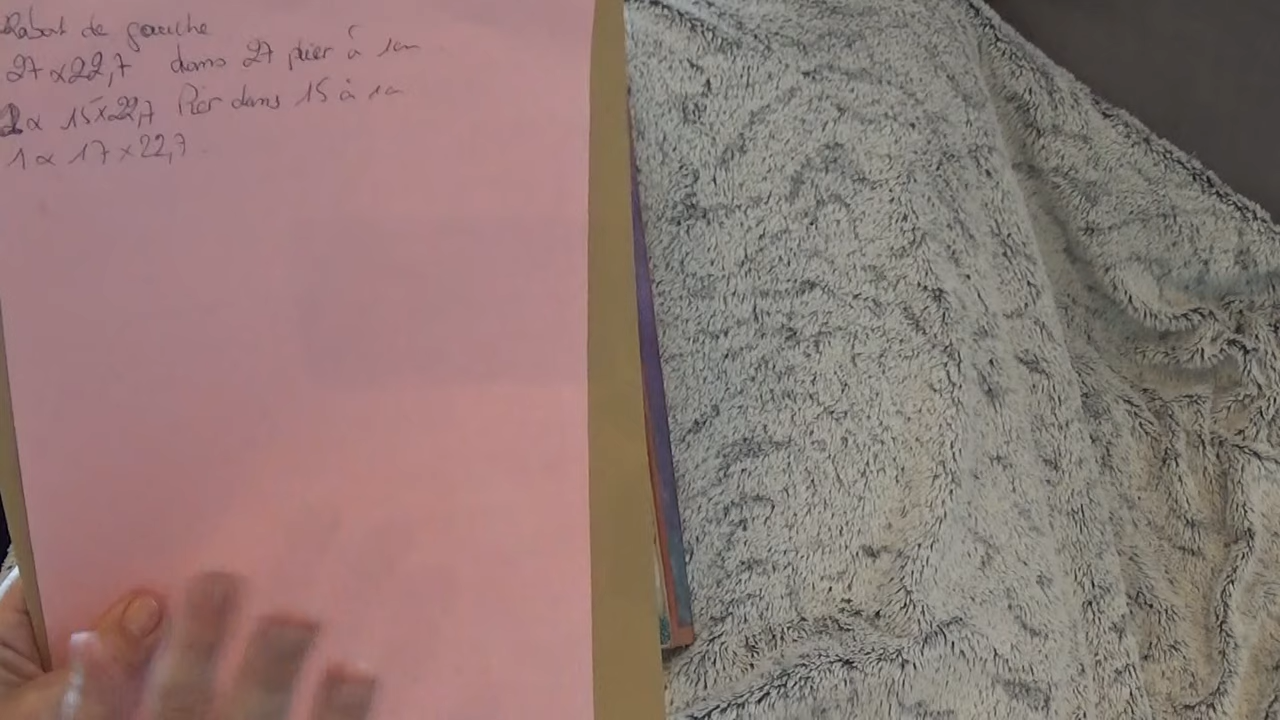 Rabat de gauche
27 x 22,7 dans 27 plier à 1cm
2 x 15 x 22,7 Plier dans 15 à 1cm
1 x 17 x 22,7